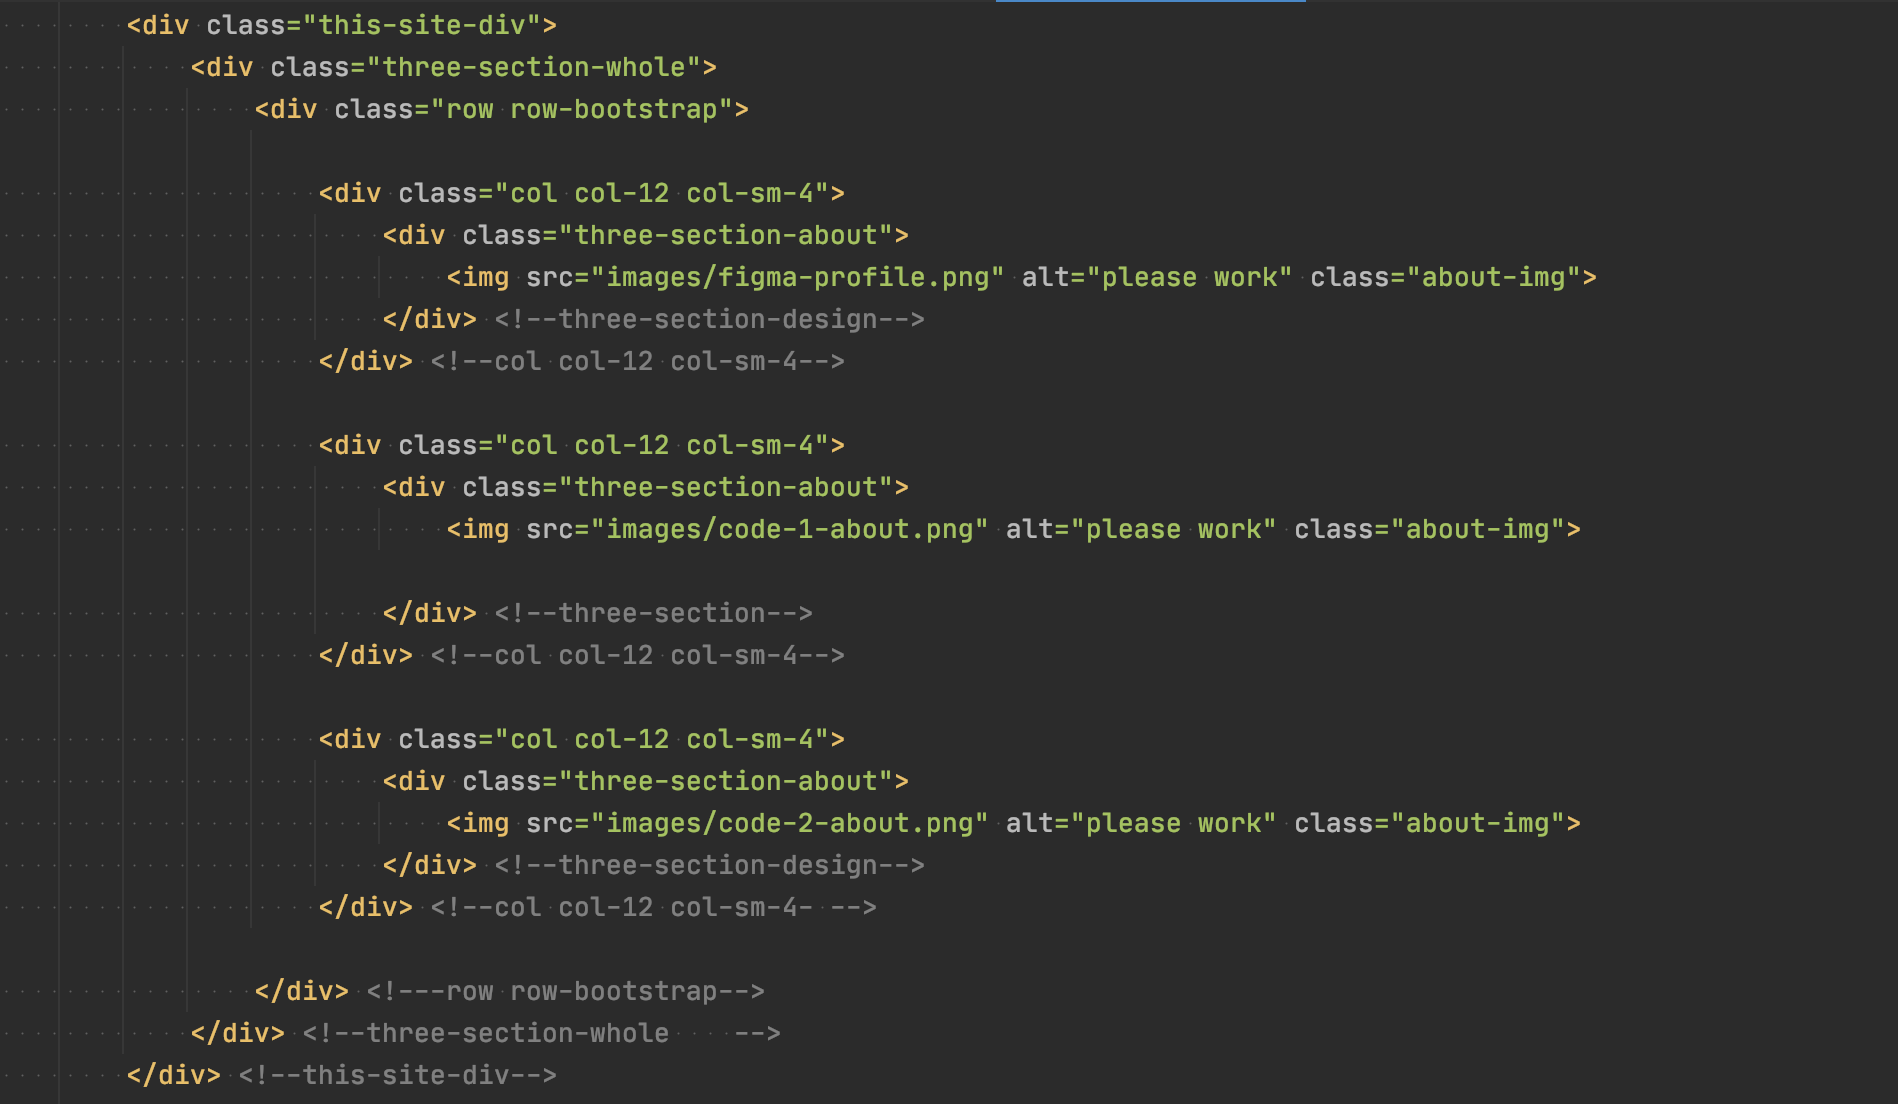 <div class="this-site-div">
<div class="three-section-whole">
<div class="row row-bootstrap">
<div class="col col-12 col-sm-4">
<div class="three-section-about">
<img src="images/figma-profile.png" alt="please work" class="about-img">
</div> <!--three-section-design-->
</div> <!--col col-12 col-sm-4-->
<div class="col col-12 col-sm-4">
<div class="three-section-about">
<img src="images/code-1-about.png" alt="please work" class="about-img">
</div> <!--three-section-->
</div> <!--col col-12 col-sm-4-->
<div class="col col-12 col-sm-4">
<div class="three-section-about">
<img src="images/code-2-about.png" alt="please work" class="about-img">
</div> <!--three-section-design-->
</div> <!--col col-12 col-sm-4- -->
</div> <!---row row-bootstrap-->
</div> <!--three-section-whole    -->
</div> <!--this-site-div-->